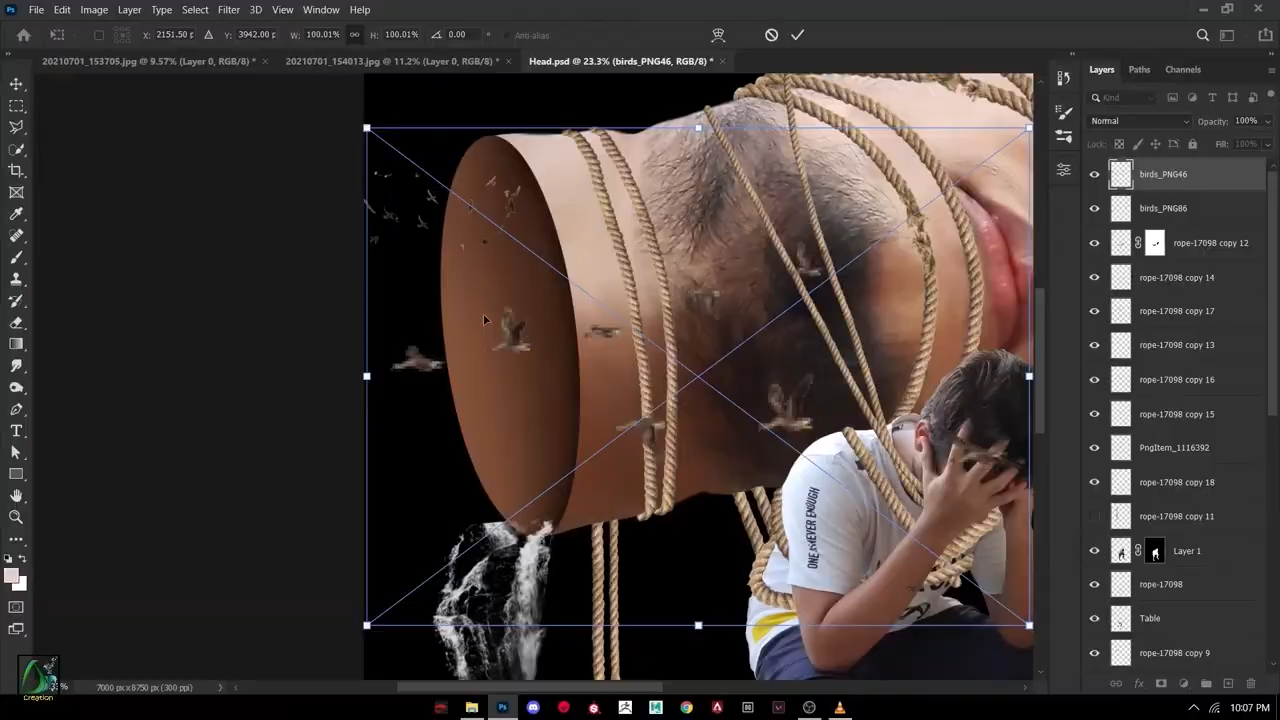 Ps File Edit Image Layer Type Select Filter 3D View Window Help
X: 2151.50 p Y: 3942.00 p W: 100.01% H: 100.01% 0.00 ° Anti-alias
20210701_153705.jpg @ 9.57% (Layer 0, RGB/8) * 20210701_154013.jpg @ 11.2% (Layer 0, RGB/8) * Head.psd @ 23.3% (birds_PNG46, RGB/8) *
Layers Paths Channels
Kind
Normal Opacity: 100%
Lock: Fill: 100%
birds_PNG46
birds_PNG86
rope-17098 copy 12
rope-17098 copy 14
rope-17098 copy 17
rope-17098 copy 13
rope-17098 copy 16
rope-17098 copy 15
PngItem_1116392
rope-17098 copy 18
rope-17098 copy 11
Layer 1
rope-17098
Table
rope-17098 copy 9
fx
7000 px x 8750 px (300 ppi)
Creation
10:07 PM